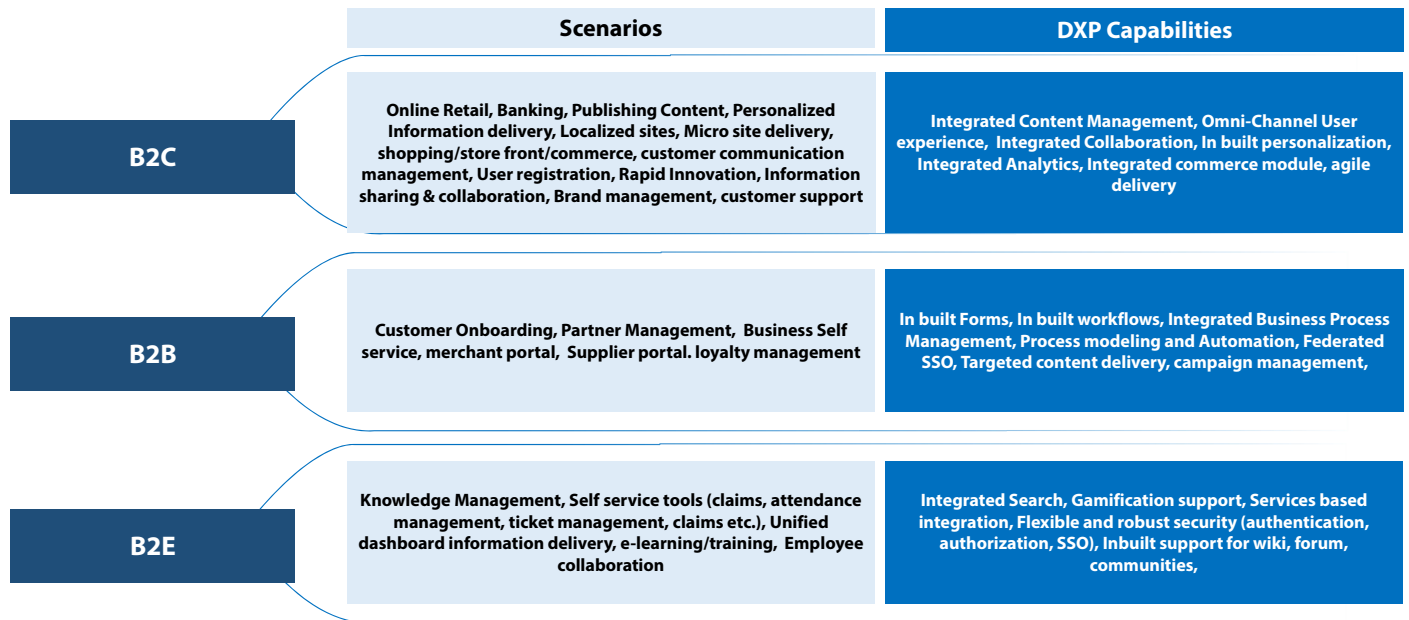 Scenarios
DXP Capabilities
B2C
Online Retail, Banking, Publishing Content, Personalized
Information delivery, Localized sites, Micro site delivery,
shopping/store front/commerce, customer communication
management, User registration, Rapid Innovation, Information
sharing & collaboration, Brand management, customer support
Integrated Content Management, Omni-Channel User
experience, Integrated Collaboration, In built personalization,
Integrated Analytics, Integrated commerce module, agile
delivery
B2B
Customer Onboarding, Partner Management, Business Self
service, merchant portal, Supplier portal. loyalty management
In built Forms, In built workflows, Integrated Business Process
Management, Process modeling and Automation, Federated
SSO, Targeted content delivery, campaign management,
B2E
Knowledge Management, Self service tools (claims, attendance
management, ticket management, claims etc.), Unified
dashboard information delivery, e-learning/training, Employee
collaboration
Integrated Search, Gamification support, Services based
integration, Flexible and robust security (authentication,
authorization, SSO), Inbuilt support for wiki, forum,
communities,